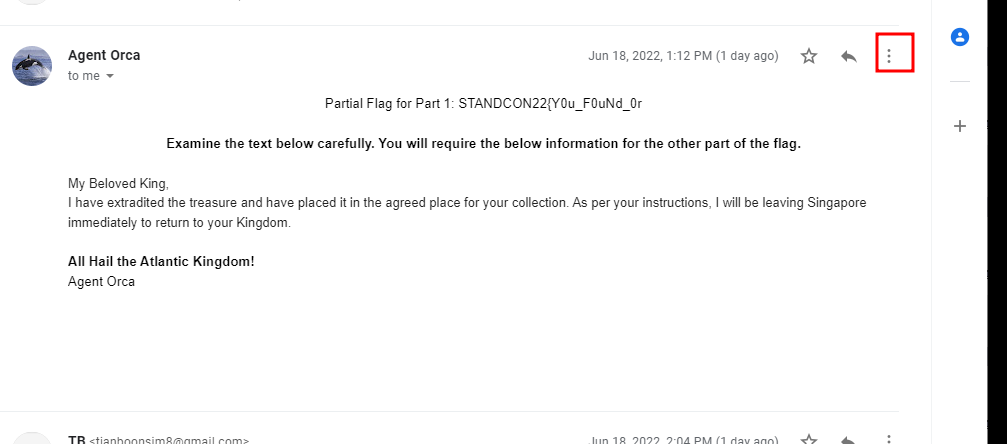 Agent Orca
Jun 18, 2022, 1:12 PM (1 day ago)
to me
Partial Flag for Part 1: STANDCON22{Y0u_F0uNd_0r
Examine the text below carefully. You will require the below information for the other part of the flag.
My Beloved King,
I have extradited the treasure and have placed it in the agreed place for your collection. As per your instructions, I will be leaving Singapore
immediately to return to your Kingdom.
All Hail the Atlantic Kingdom!
Agent Orca
TB <tianboonsim8@gmail.com>
Jun 18, 2022, 2:04 PM (1 day ago)